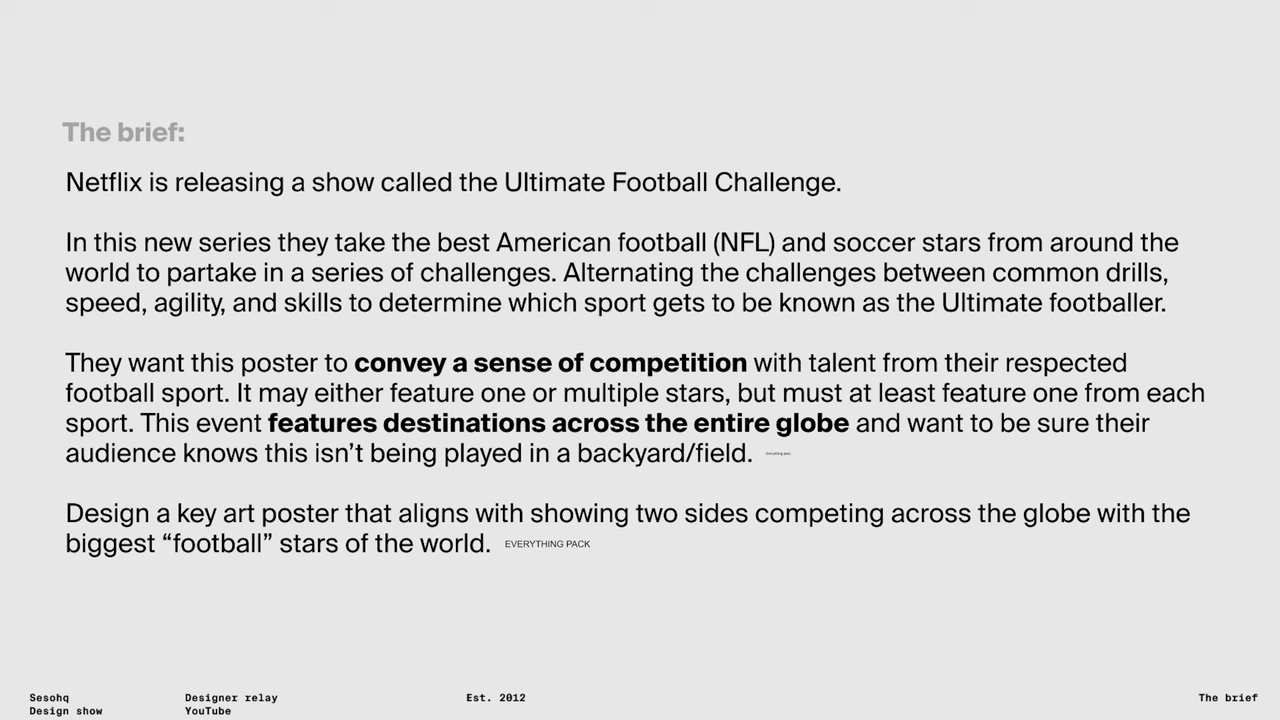 The brief:
Netflix is releasing a show called the Ultimate Football Challenge.
In this new series they take the best American football (NFL) and soccer stars from around the
world to partake in a series of challenges. Alternating the challenges between common drills,
speed, agility, and skills to determine which sport gets to be known as the Ultimate footballer.
They want this poster to convey a sense of competition with talent from their respected
football sport. It may either feature one or multiple stars, but must at least feature one from each
sport. This event features destinations across the entire globe and want to be sure their
audience knows this isn’t being played in a backyard/field.
Design a key art poster that aligns with showing two sides competing across the globe with the
biggest “football” stars of the world. EVERYTHING PACK
Sesohq Designer relay Est. 2012 The brief
Design show YouTube